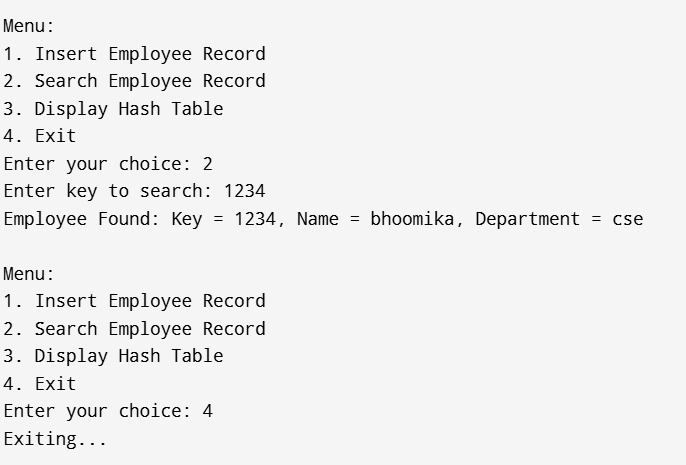 Menu:
1. Insert Employee Record
2. Search Employee Record
3. Display Hash Table
4. Exit
Enter your choice: 2
Enter key to search: 1234
Employee Found: Key = 1234, Name = bhoomika, Department = cse

Menu:
1. Insert Employee Record
2. Search Employee Record
3. Display Hash Table
4. Exit
Enter your choice: 4
Exiting...